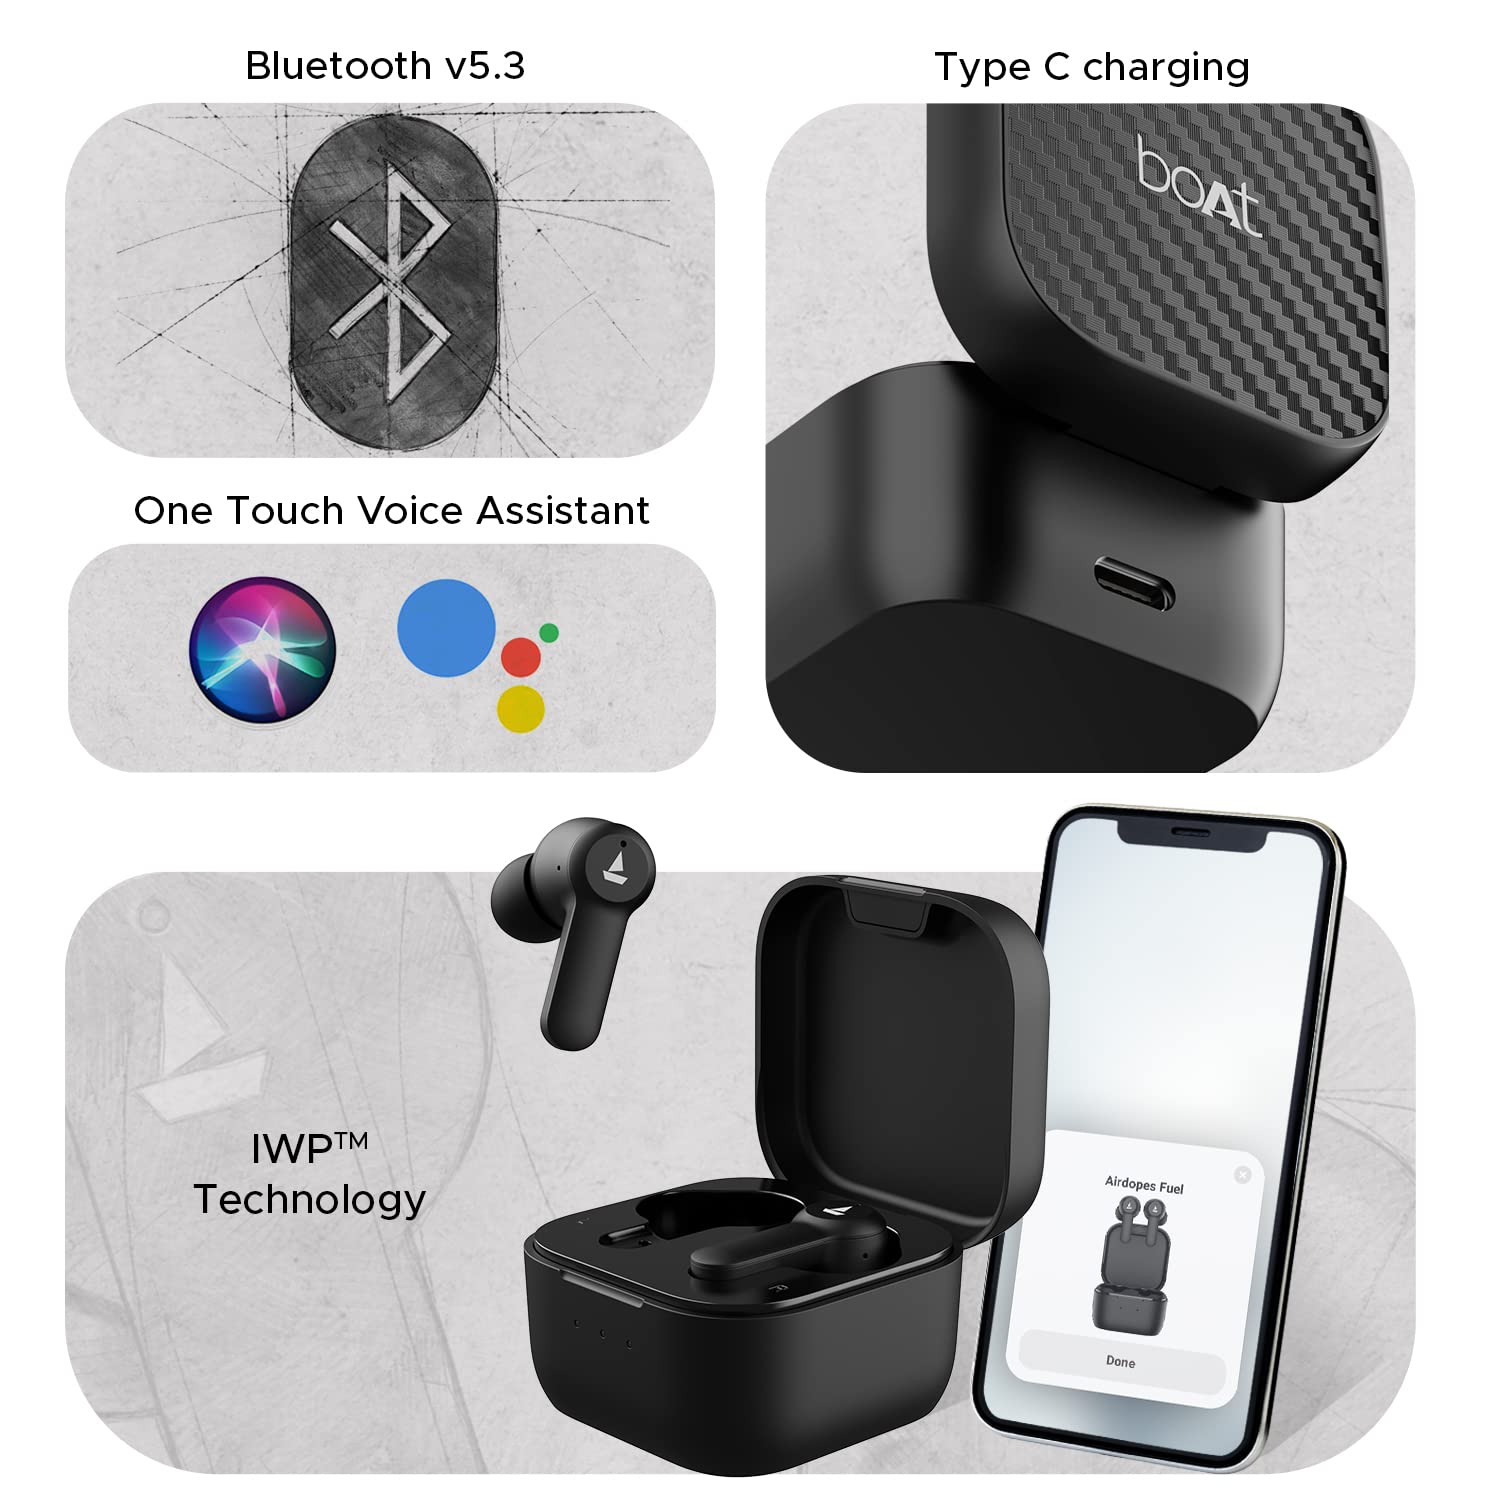 Bluetooth v5.3
Type C charging
boAt
One Touch Voice Assistant
IWP™
Technology
Airdopes Fuel
Done